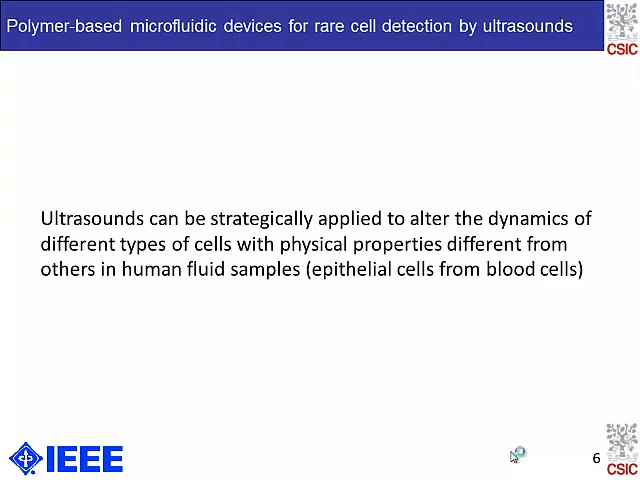 Polymer-based microfluidic devices for rare cell detection by ultrasounds
CSIC
Ultrasounds can be strategically applied to alter the dynamics of
different types of cells with physical properties different from
others in human fluid samples (epithelial cells from blood cells)
IEEE
6
CSIC